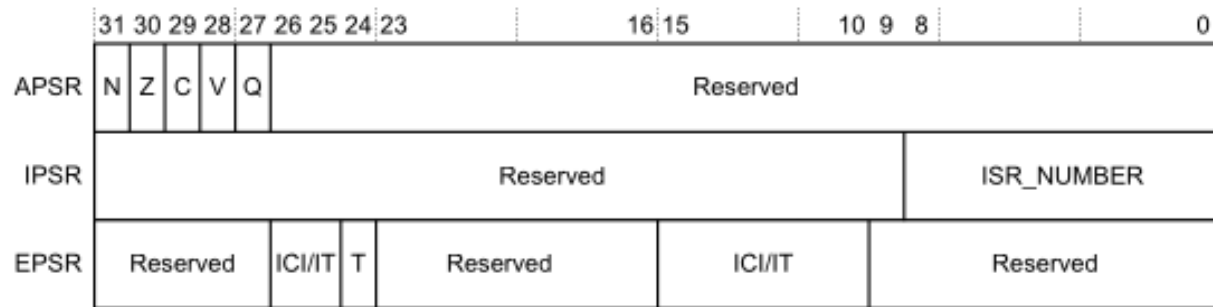 31 30 29 28 27 26 25 24 23 16 15 10 9 8 0
APSR N Z C V Q Reserved
IPSR Reserved ISR_NUMBER
EPSR Reserved ICI/IT T Reserved ICI/IT Reserved